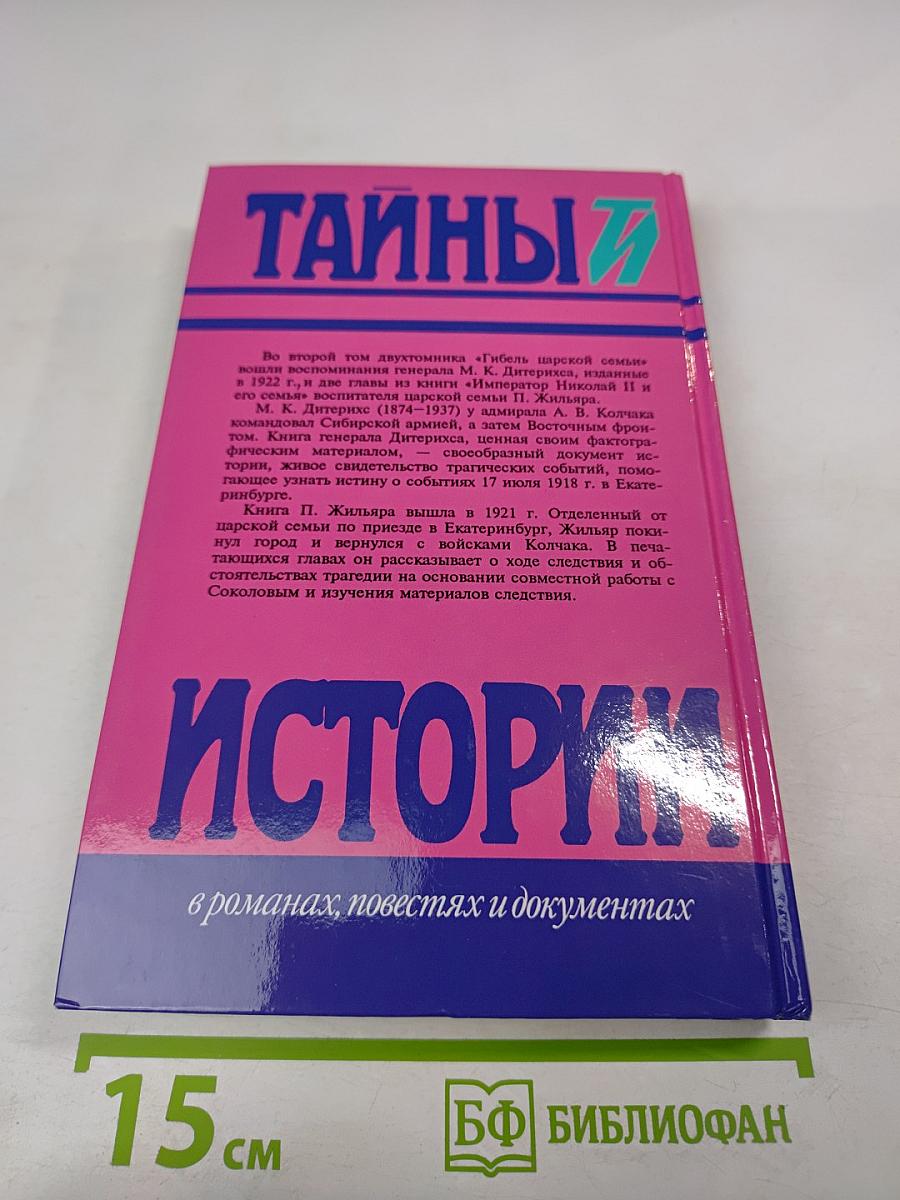 ТАЙНЫ ТИ
Во второй том двухтомника «Гибель царской семьи»
вошли воспоминания генерала М. К. Дитерихса, изданные
в 1922 г., и две главы из книги «Император Николай II и
его семья» воспитателя царской семьи П. Жильяра.
М. К. Дитерихс (1874—1937) у адмирала А. В. Колчака
командовал Сибирской армией, а затем Восточным фрон-
том. Книга генерала Дитерихса, ценная своим фактогра-
фическим материалом, — своеобразный документ ис-
тории, живое свидетельство трагических событий, помо-
гающее узнать истину о событиях 17 июля 1918 г. в Екате-
ринбурге.
Книга П. Жильяра вышла в 1921 г. Отделенный от
царской семьи по приезде в Екатеринбург, Жильяр поки-
нул город и вернулся с войсками Колчака. В печа-
тающихся главах он рассказывает о ходе следствия и об-
стоятельствах трагедии на основании совместной работы с
Соколовым и изучения материалов следствия.
ИСТОРИИ
в романах, повестях и документах
15 см
БФ БИБЛИОФАН